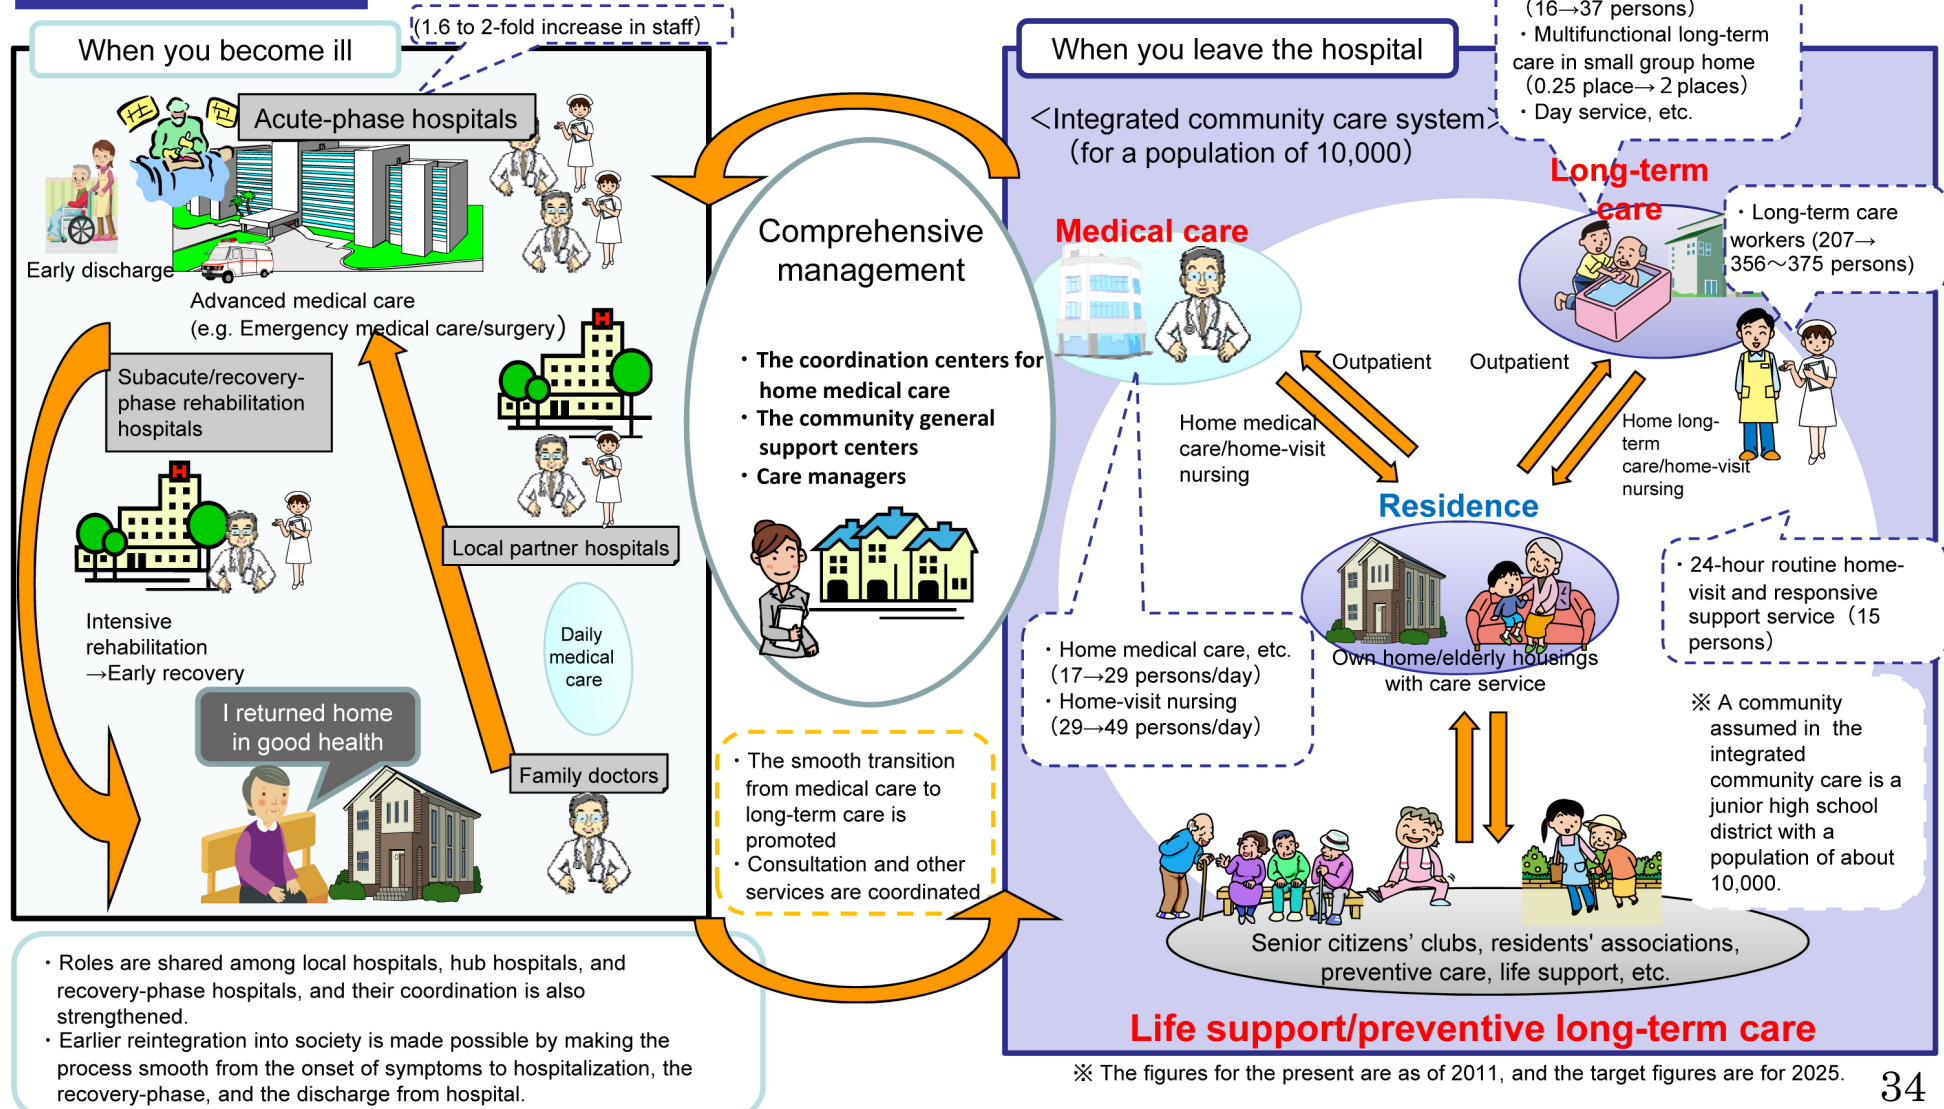 When you become ill
(1.6 to 2-fold increase in staff)
Acute-phase hospitals
Early discharge
Advanced medical care
(e.g. Emergency medical care/surgery)
Subacute/recovery-
phase rehabilitation
hospitals
Intensive
rehabilitation
→Early recovery
I returned home
in good health
Local partner hospitals
Daily
medical
care
Family doctors
・Roles are shared among local hospitals, hub hospitals, and
recovery-phase hospitals, and their coordination is also
strengthened.
・Earlier reintegration into society is made possible by making the
process smooth from the onset of symptoms to hospitalization, the
recovery-phase, and the discharge from hospital.
Comprehensive
management
・The coordination centers for
home medical care
・The community general
support centers
・Care managers
・The smooth transition
from medical care to
long-term care is
promoted
・Consultation and other
services are coordinated
When you leave the hospital
<Integrated community care system>
(for a population of 10,000)
(16→37 persons)
・Multifunctional long-term
care in small group home
(0.25 place→2 places)
・Day service, etc.
Long-term
care
・Long-term care
workers (207→
356～375 persons)
Medical care
Outpatient
Outpatient
Home medical
care/home-visit
nursing
Home long-
term
care/home-visit
nursing
Residence
Own home/elderly housings
with care service
・24-hour routine home-
visit and responsive
support service (15
persons)
・Home medical care, etc.
(17→29 persons/day)
・Home-visit nursing
(29→49 persons/day)
※ A community
assumed in the
integrated
community care is a
junior high school
district with a
population of about
10,000.
Senior citizens’ clubs, residents' associations,
preventive care, life support, etc.
Life support/preventive long-term care
※ The figures for the present are as of 2011, and the target figures are for 2025.
34